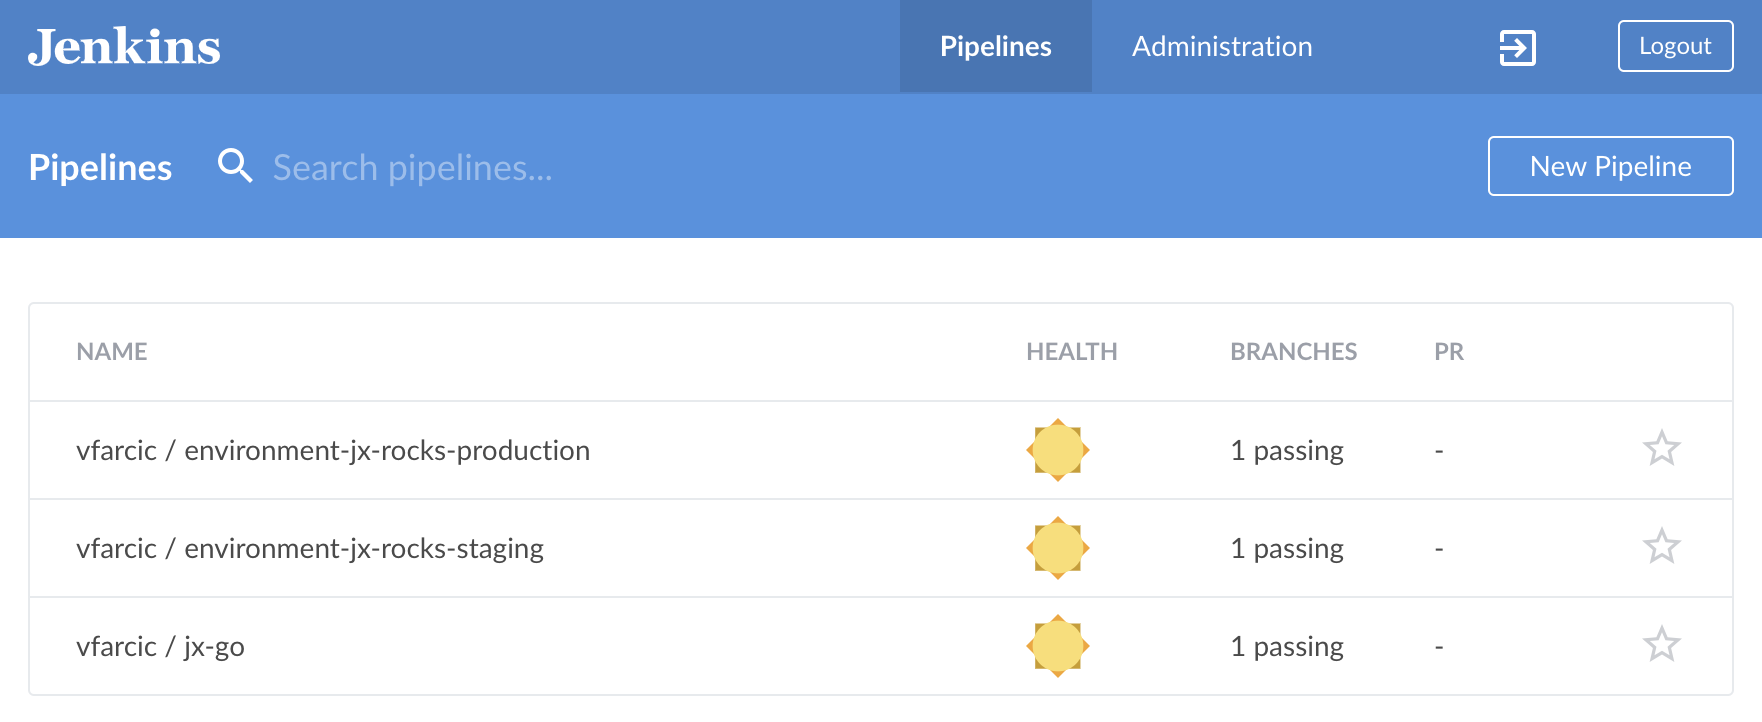 Jenkins Pipelines Administration Logout
Pipelines Search pipelines... New Pipeline
NAME HEALTH BRANCHES PR
vfarcic / environment-jx-rocks-production 1 passing -
vfarcic / environment-jx-rocks-staging 1 passing -
vfarcic / jx-go 1 passing -